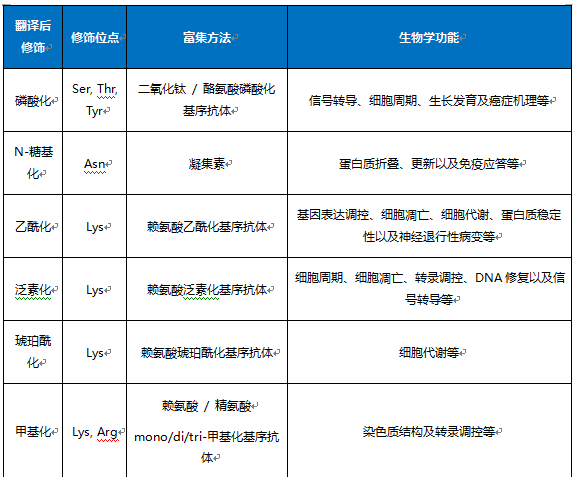 翻译后
修饰
修饰位点
富集方法
生物学功能
磷酸化
Ser, Thr,
Tyr
二氧化钛 / 酪氨酸磷酸化
基序抗体
信号转导、细胞周期、生长发育及癌症机理等
N-糖基
化
Asn
凝集素
蛋白质折叠、更新以及免疫应答等
乙酰化
Lys
赖氨酸乙酰化基序抗体
基因表达调控、细胞凋亡、细胞代谢、蛋白质稳定
性以及神经退行性病变等
泛素化
Lys
赖氨酸泛素化基序抗体
细胞周期、细胞凋亡、转录调控、DNA 修复以及信
号转导等
琥珀酰
化
Lys
赖氨酸琥珀酰化基序抗体
细胞代谢等
甲基化
Lys, Arg
赖氨酸 / 精氨酸
mono/di/tri-甲基化基序抗
体
染色质结构及转录调控等